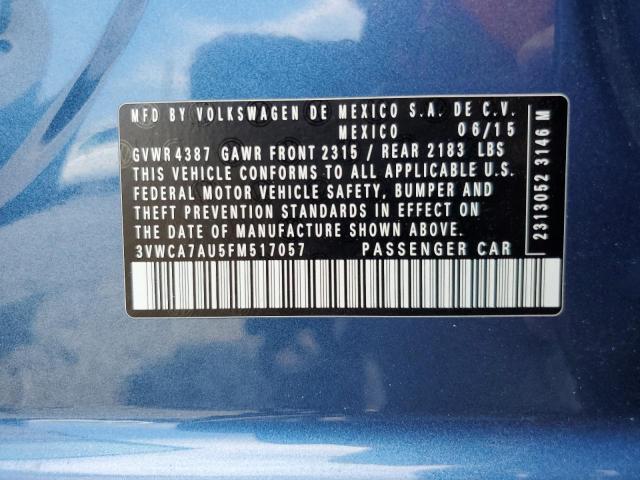 MFD BY VOLKSWAGEN DE MEXICO S.A. DE C.V.
MEXICO 06/15
GVWR 4387 GAWR FRONT 2315 / REAR 2183 LBS
THIS VEHICLE CONFORMS TO ALL APPLICABLE U.S.
FEDERAL MOTOR VEHICLE SAFETY, BUMPER AND
THEFT PREVENTION STANDARDS IN EFFECT ON
THE DATE OF MANUFACTURE SHOWN ABOVE.
3VWCA7AU5FM517057 PASSENGER CAR
2313052 3146 M